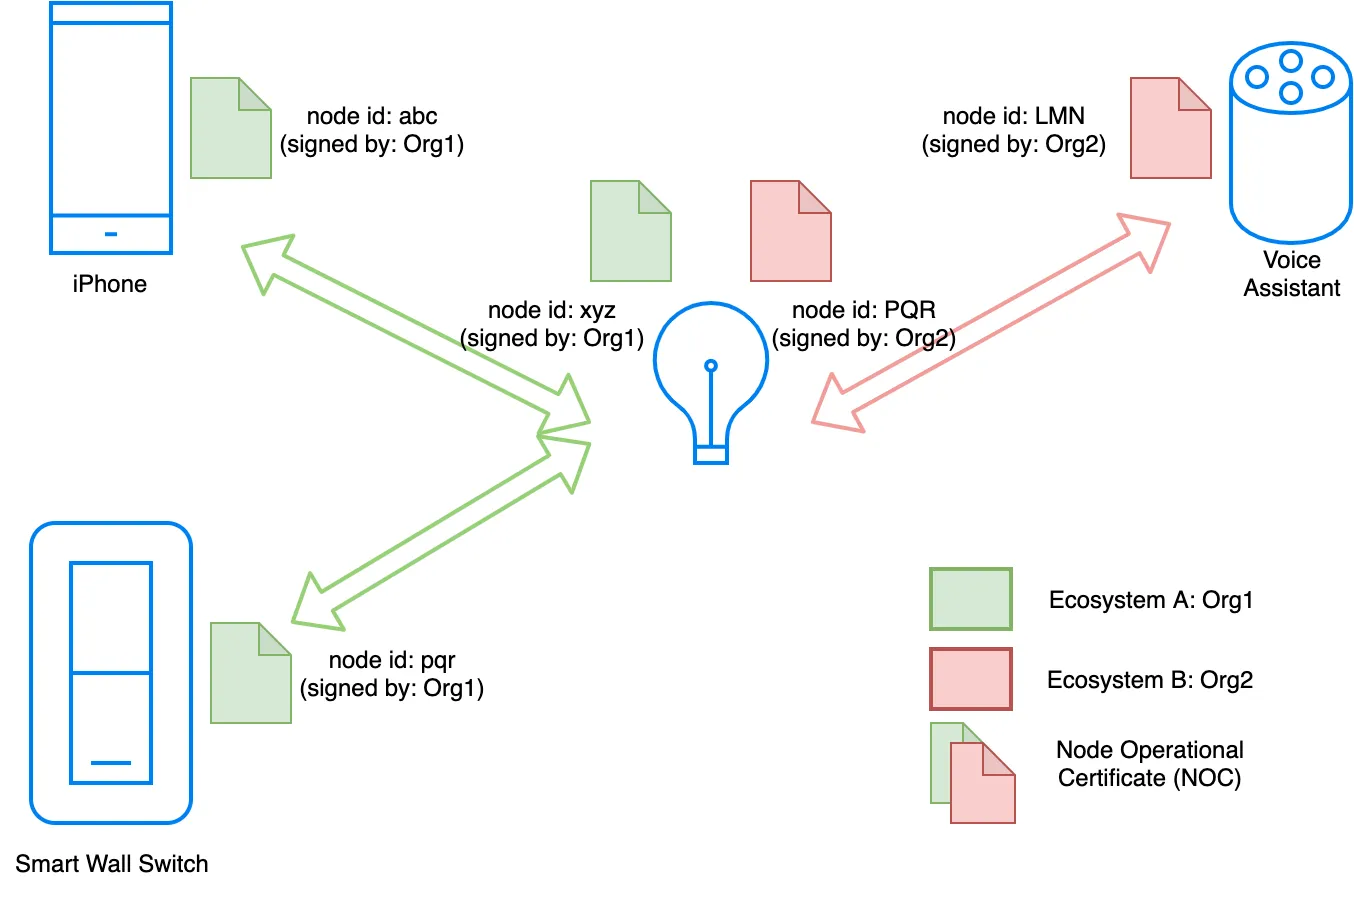 node id: abc
(signed by: Org1)
iPhone
node id: LMN
(signed by: Org2)
Voice
Assistant
node id: xyz
(signed by: Org1)
node id: PQR
(signed by: Org2)
node id: pqr
(signed by: Org1)
Smart Wall Switch
Ecosystem A: Org1
Ecosystem B: Org2
Node Operational
Certificate (NOC)